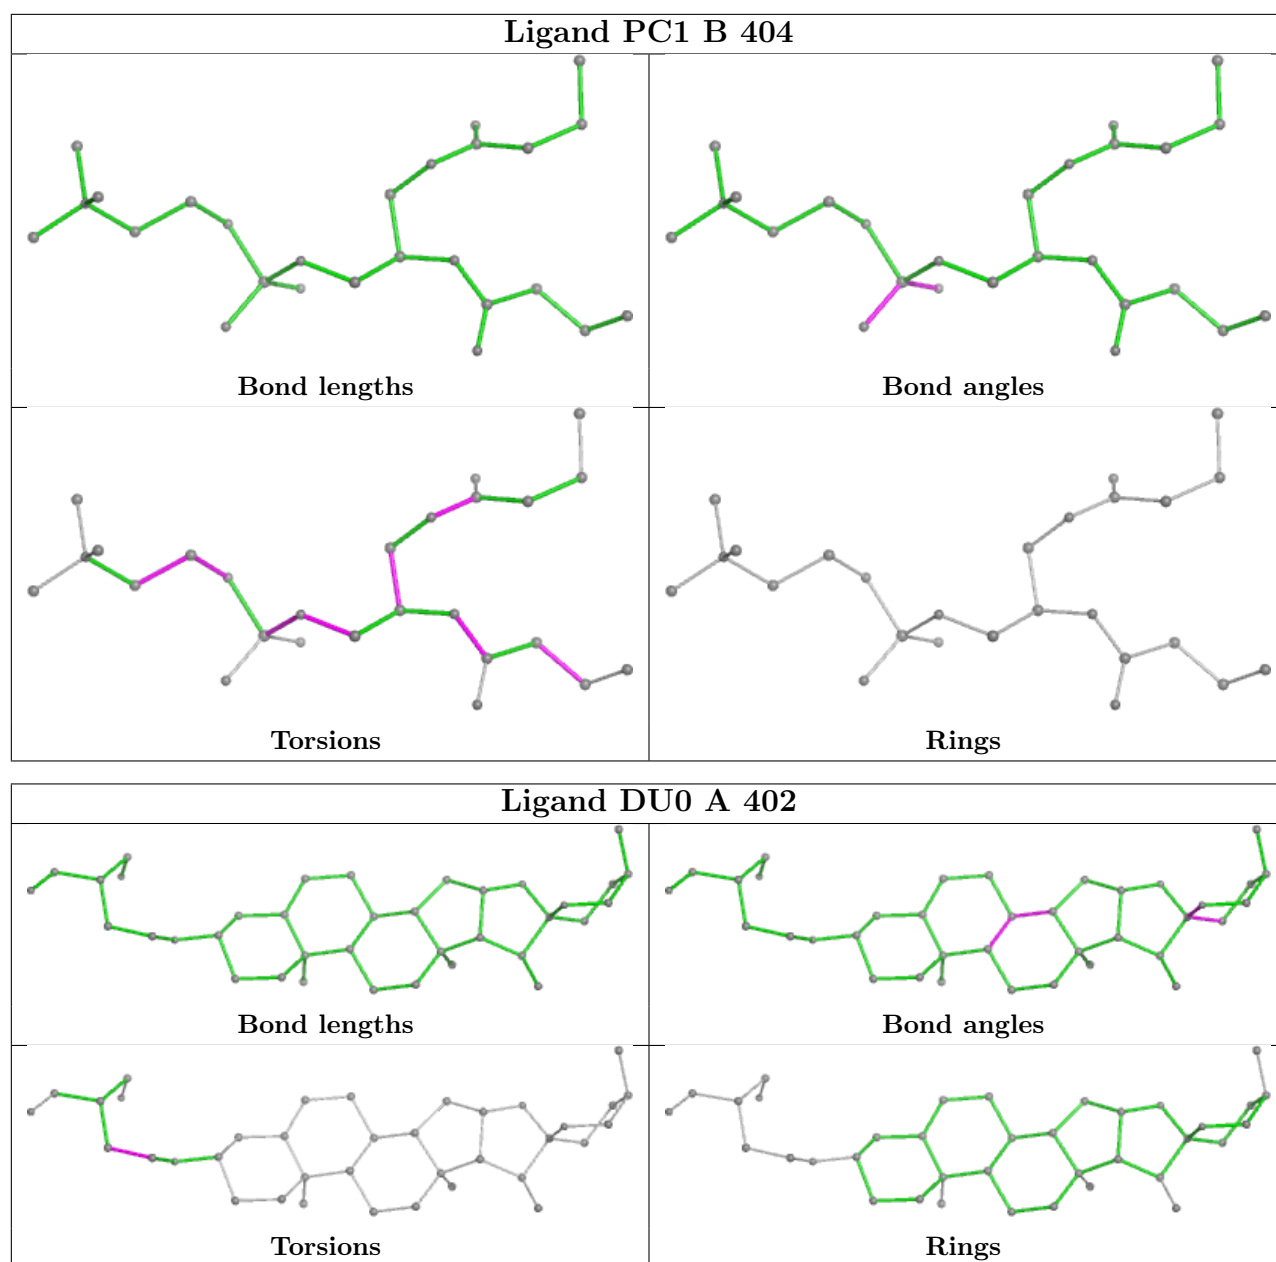 Ligand PC1 B 404
Bond lengths
Bond angles
Torsions
Rings
Ligand DU0 A 402
Bond lengths
Bond angles
Torsions
Rings